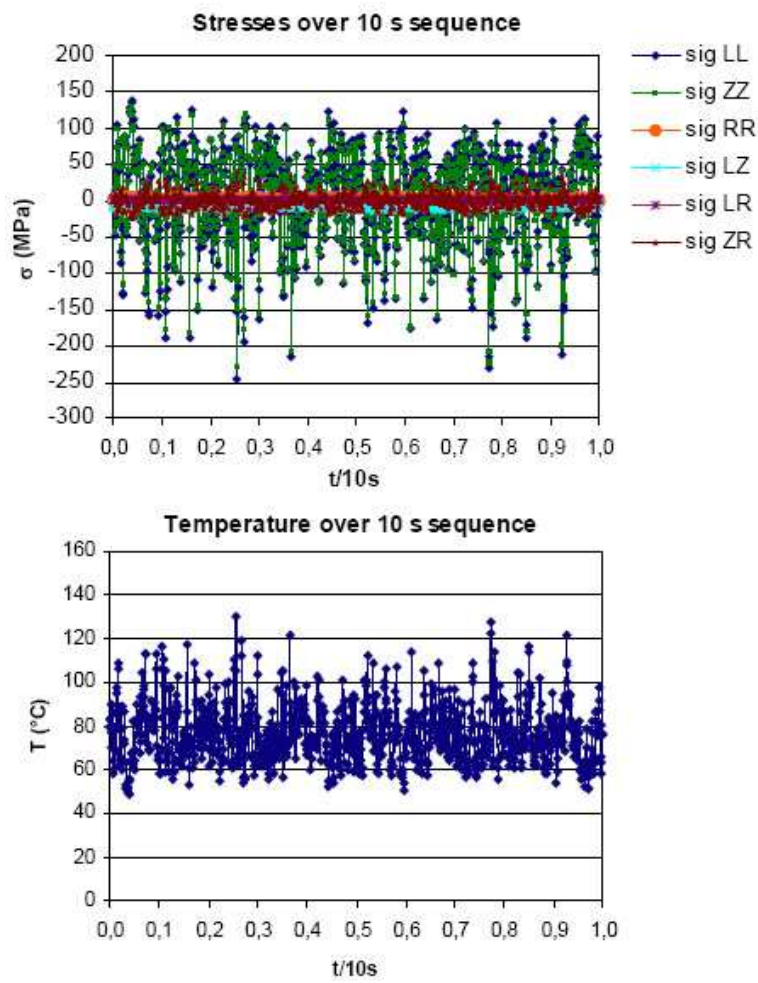 Stresses over 10 s sequence
200
150
100
50
0
-50
-100
-150
-200
-250
-300
σ (MPa)
0,0 0,1 0,2 0,3 0,4 0,5 0,6 0,7 0,8 0,9 1,0
t/10s
sig LL
sig ZZ
sig RR
sig LZ
sig LR
sig ZR
Temperature over 10 s sequence
160
140
120
100
80
60
40
20
0
T (°C)
0,0 0,1 0,2 0,3 0,4 0,5 0,6 0,7 0,8 0,9 1,0
t/10s